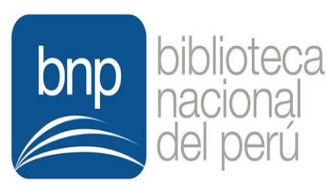 bnp
biblioteca
nacional
del perú